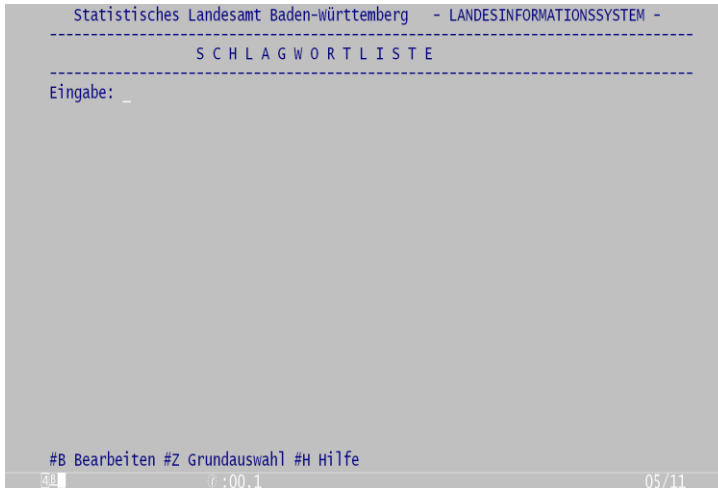 Statistisches Landesamt Baden-Württemberg - LANDESINFORMATIONSSYSTEM -
--------------------------------------------------------------------------------
S C H L A G W O R T L I S T E
--------------------------------------------------------------------------------
Eingabe: _
#B Bearbeiten #Z Grundauswahl #H Hilfe
:00.1 05/11